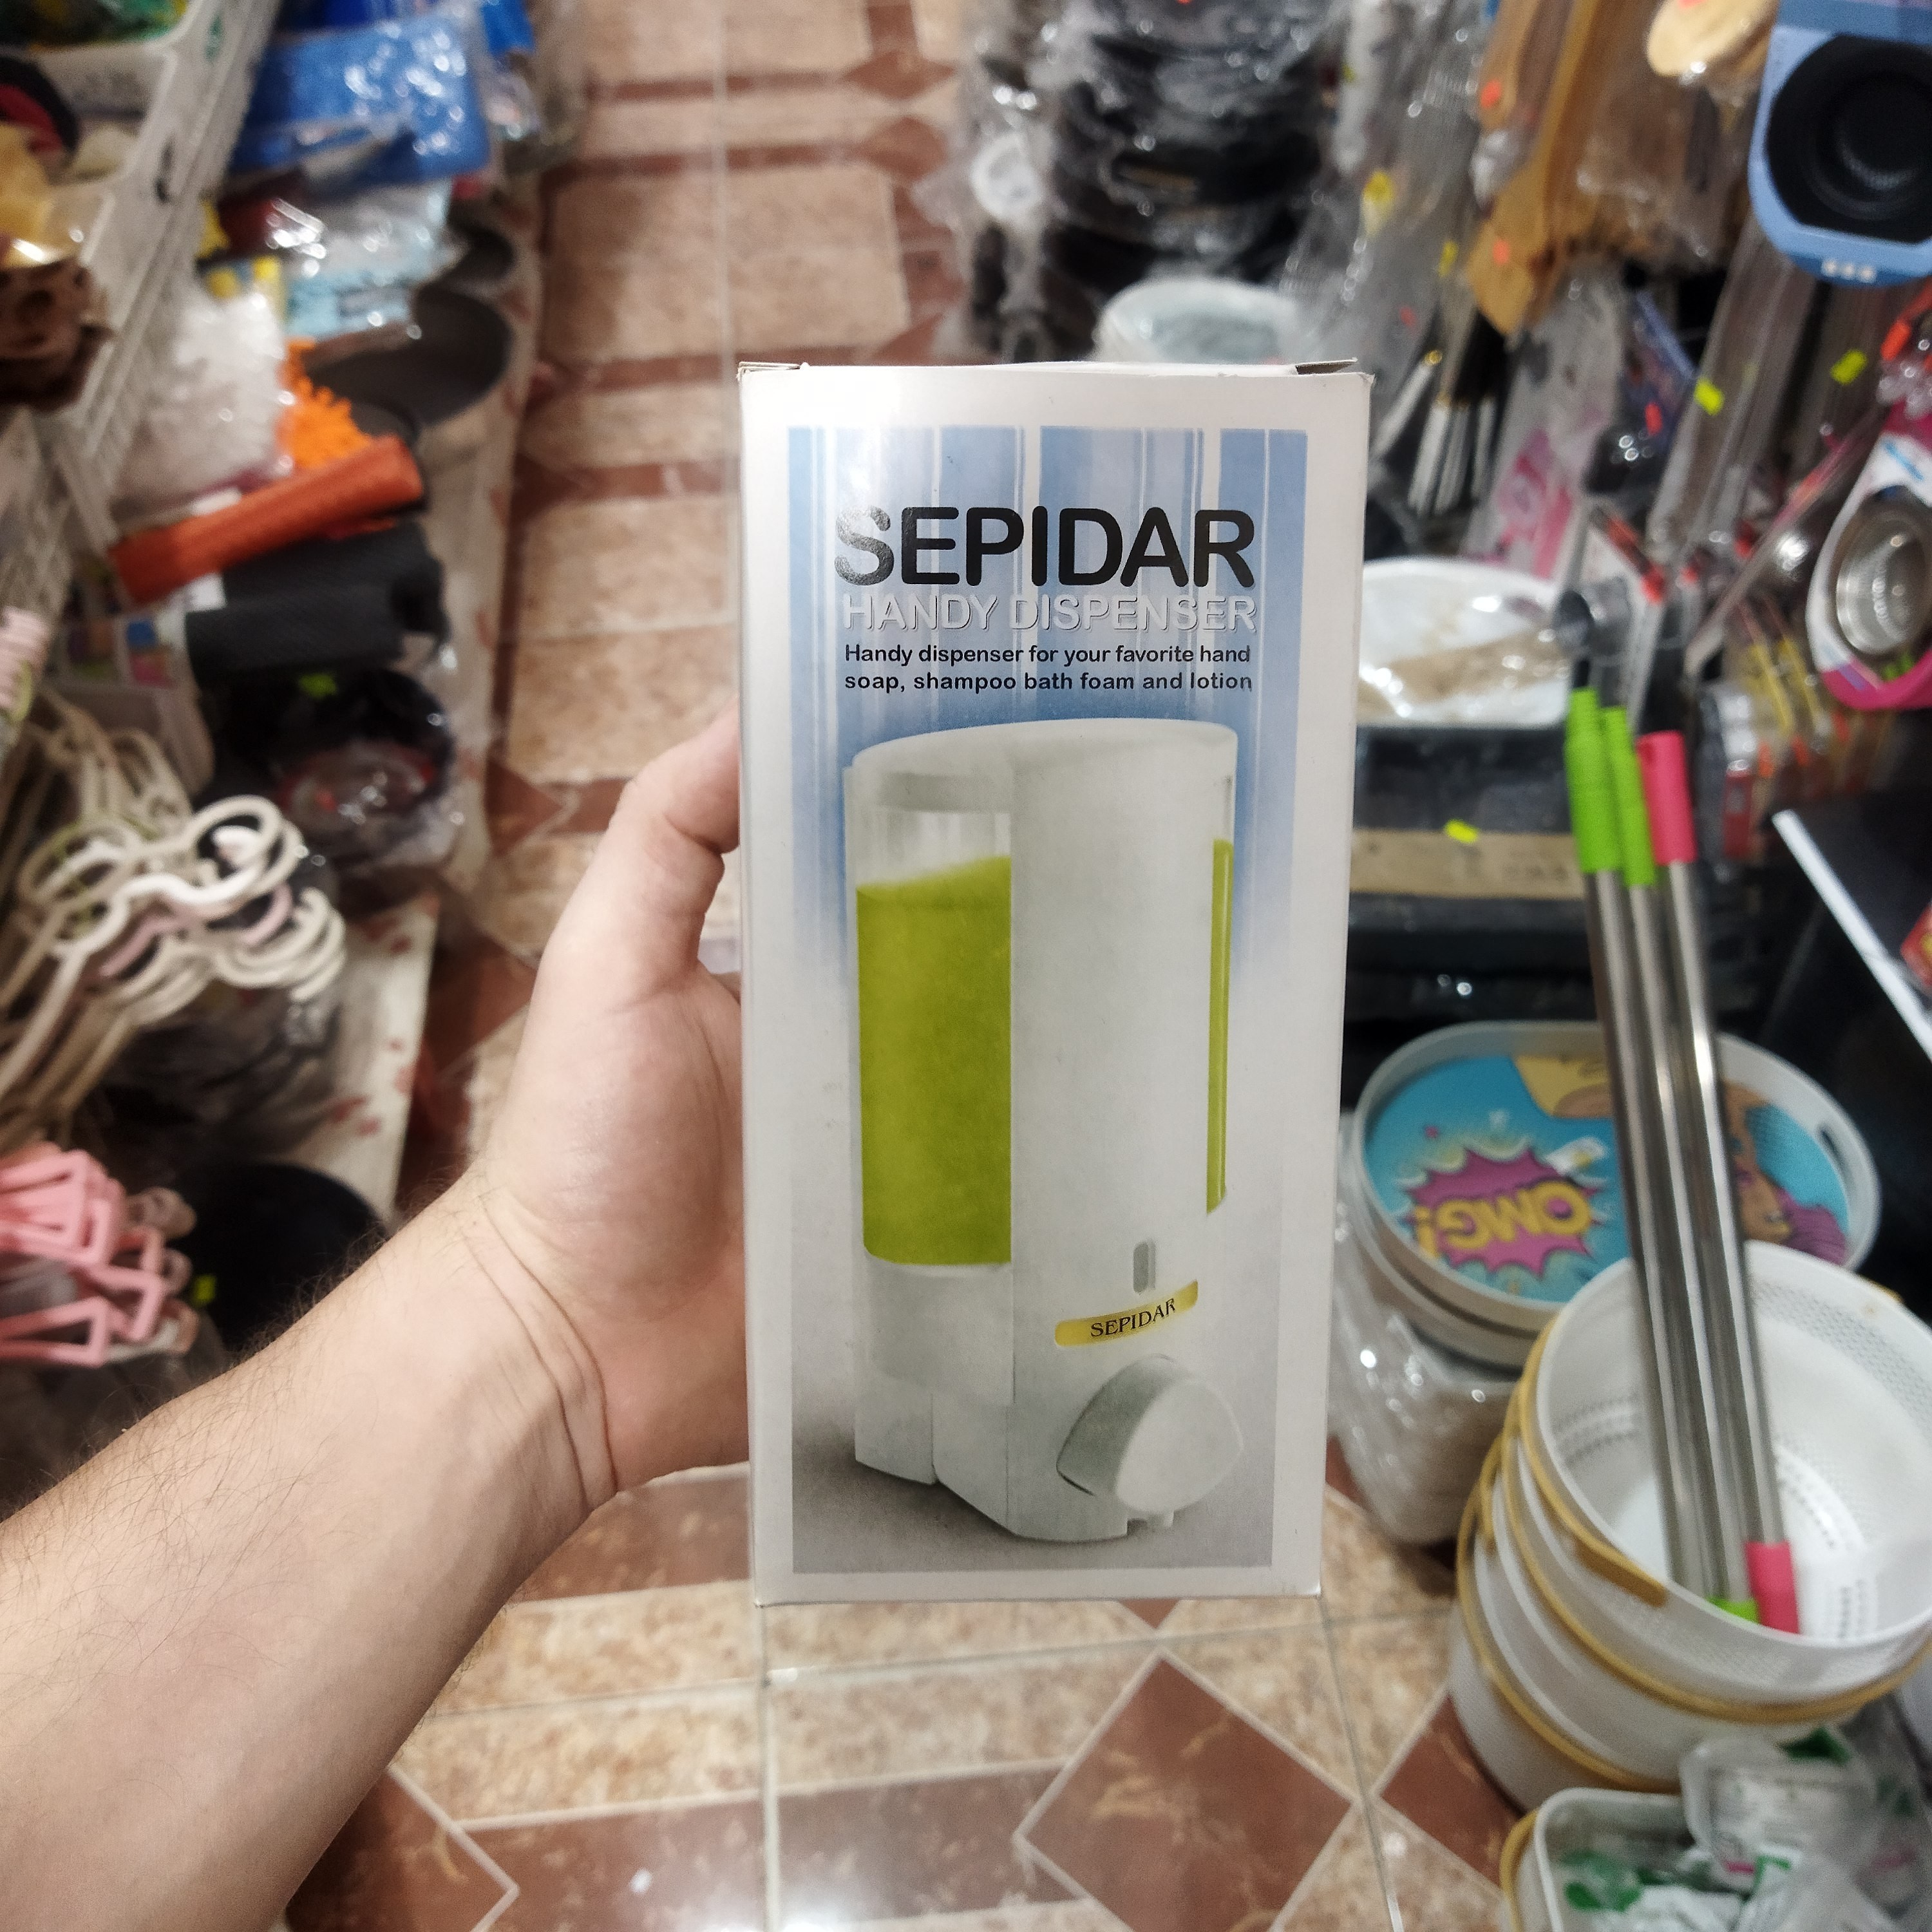 SEPIDAR
HANDY DISPENSER
Handy dispenser for your favorite hand
soap, shampoo bath foam and lotion
SEPIDAR
OMG!